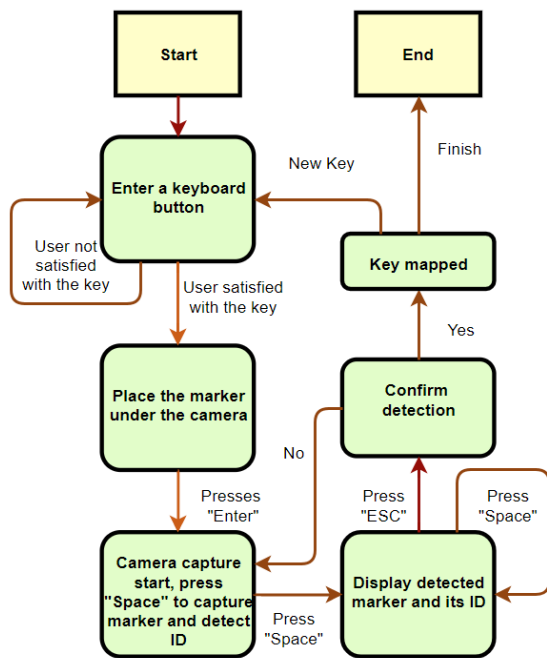 Start
End
Finish
New Key
Enter a keyboard
button
User not
satisfied
with the key
Key mapped
User satisfied
with the key
Yes
Place the marker
under the camera
Confirm
detection
No
Presses
"Enter"
Press
"ESC"
Press
"Space"
Camera capture
start, press
"Space" to capture
marker and detect
ID
Press
"Space"
Display detected
marker and its ID